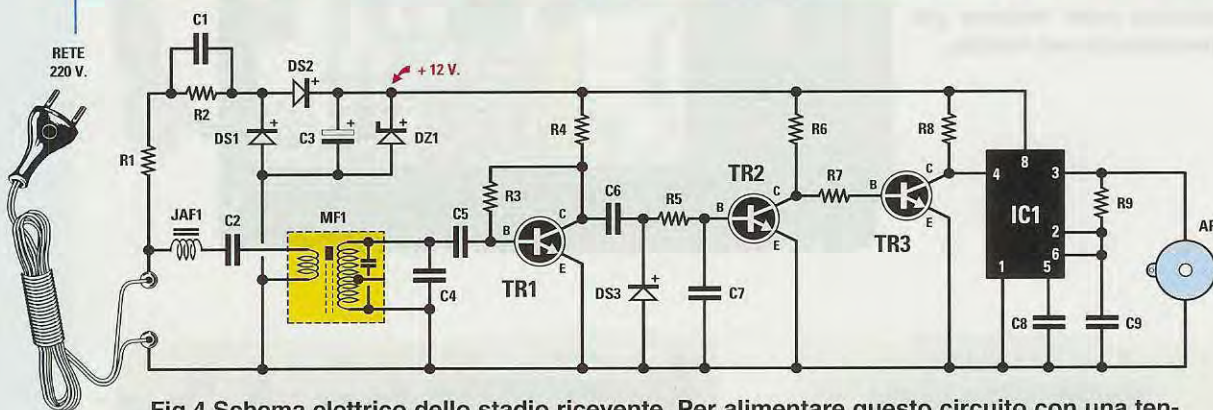 RETE
220 V.
C1
R2
DS2
+
+ 12 V.
R1
DS1
+
C3
+
DZ1
+
R4
R6
R8
JAF1
C2
MF1
C4
C5
R3
B
C
E
TR1
C6
R5
DS3
+
C7
TR2
B
C
E
R7
TR3
B
C
E
8
4
3
IC1
2
6
1
5
R9
C8
C9
AP
Fig.4 Schema elettrico dello stadio ricevente. Per alimentare questo circuito con una ten-